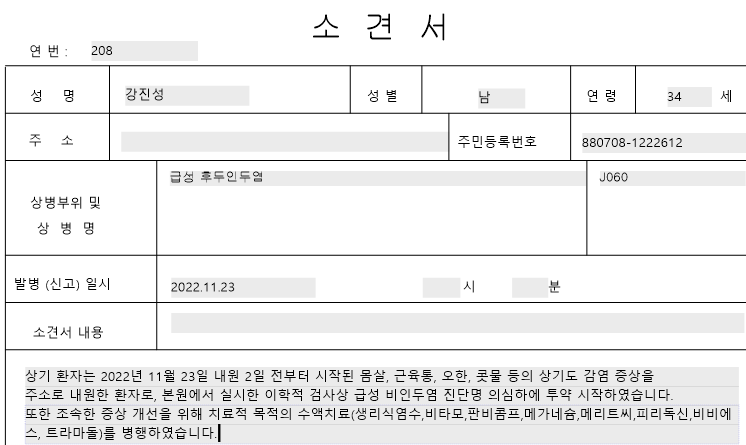 소 견 서
연 번 : 208
성 명 강진성 성 별 남 연 령 34 세
주 소 주민등록번호 880708-1222612
상병부위 및
상 병 명
급성 후두인두염 J060
발병 (신고) 일시 2022.11.23 시 분
소견서 내용
상기 환자는 2022년 11월 23일 내원 2일 전부터 시작된 몸살, 근육통, 오한, 콧물 등의 상기도 감염 증상을
주소로 내원한 환자로, 본원에서 실시한 이학적 검사상 급성 비인두염 진단명 의심하에 투약 시작하였습니다.
또한 조속한 증상 개선을 위해 치료적 목적의 수액치료(생리식염수,비타모,판비콤프,메가네슘,메리트씨,피리독신,비비에
스, 트라마돌)를 병행하였습니다.